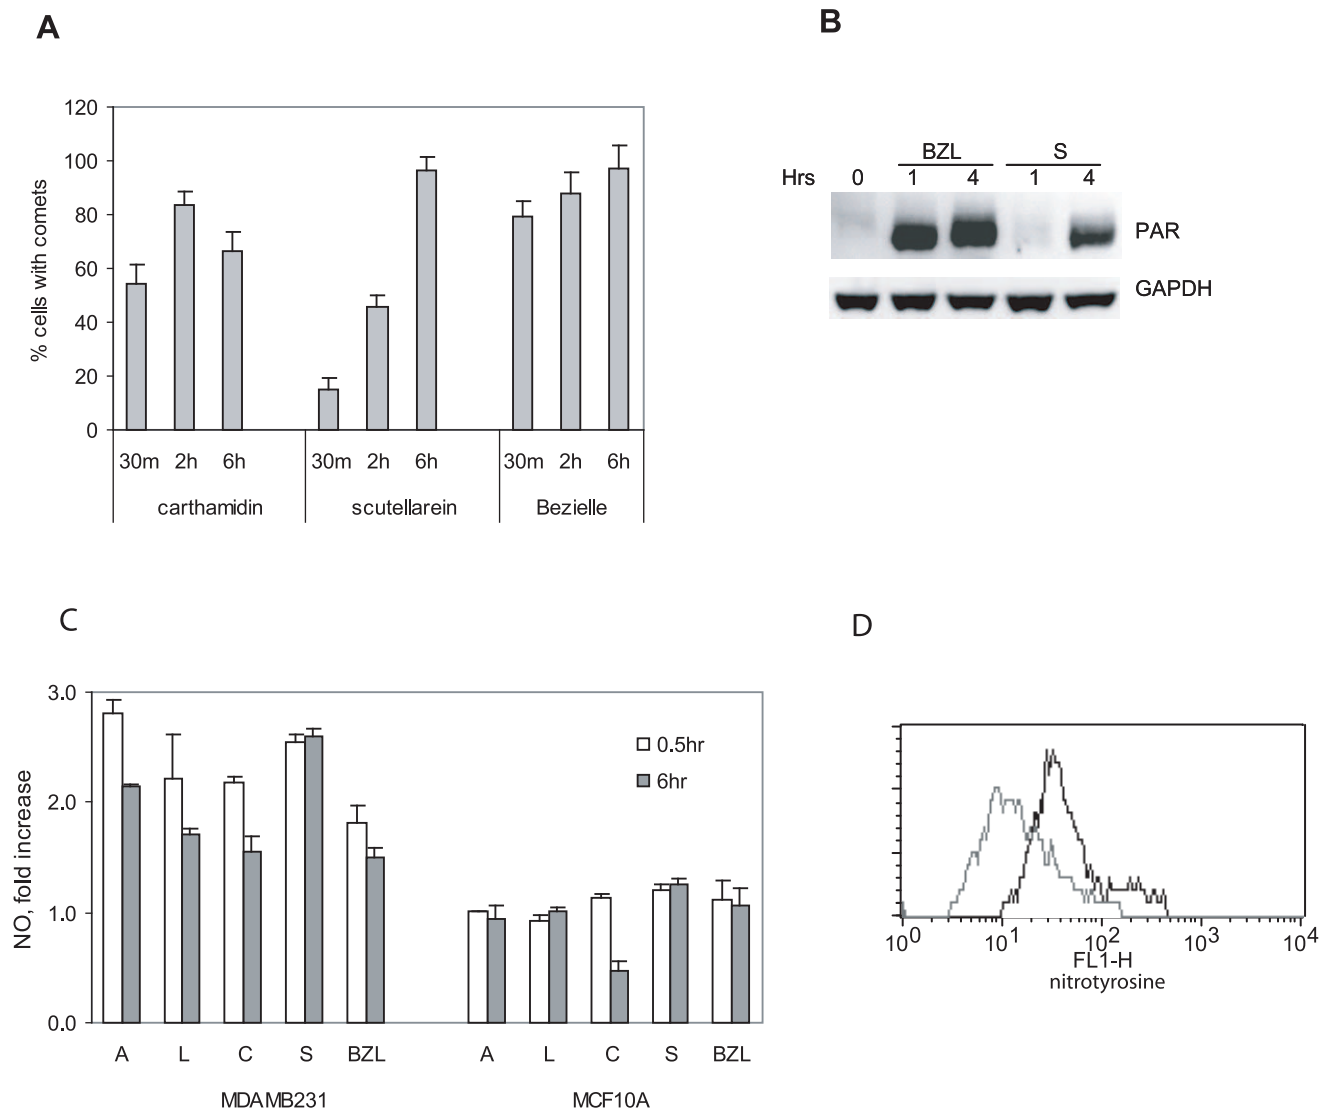 A
120
100
80
60
40
20
0
% cells with comets
30m 2h 6h 30m 2h 6h 30m 2h 6h
carthamidin scutellarein Bezielle
B
BZL S
Hrs 0 1 4 1 4
PAR
GAPDH
C
3.0
2.0
1.0
0.0
NO, fold increase
0.5hr
6hr
A L C S BZL A L C S BZL
MDAMB231 MCF10A
D
10^0 10^1 10^2 10^3 10^4
FL1-H
nitrotyrosine